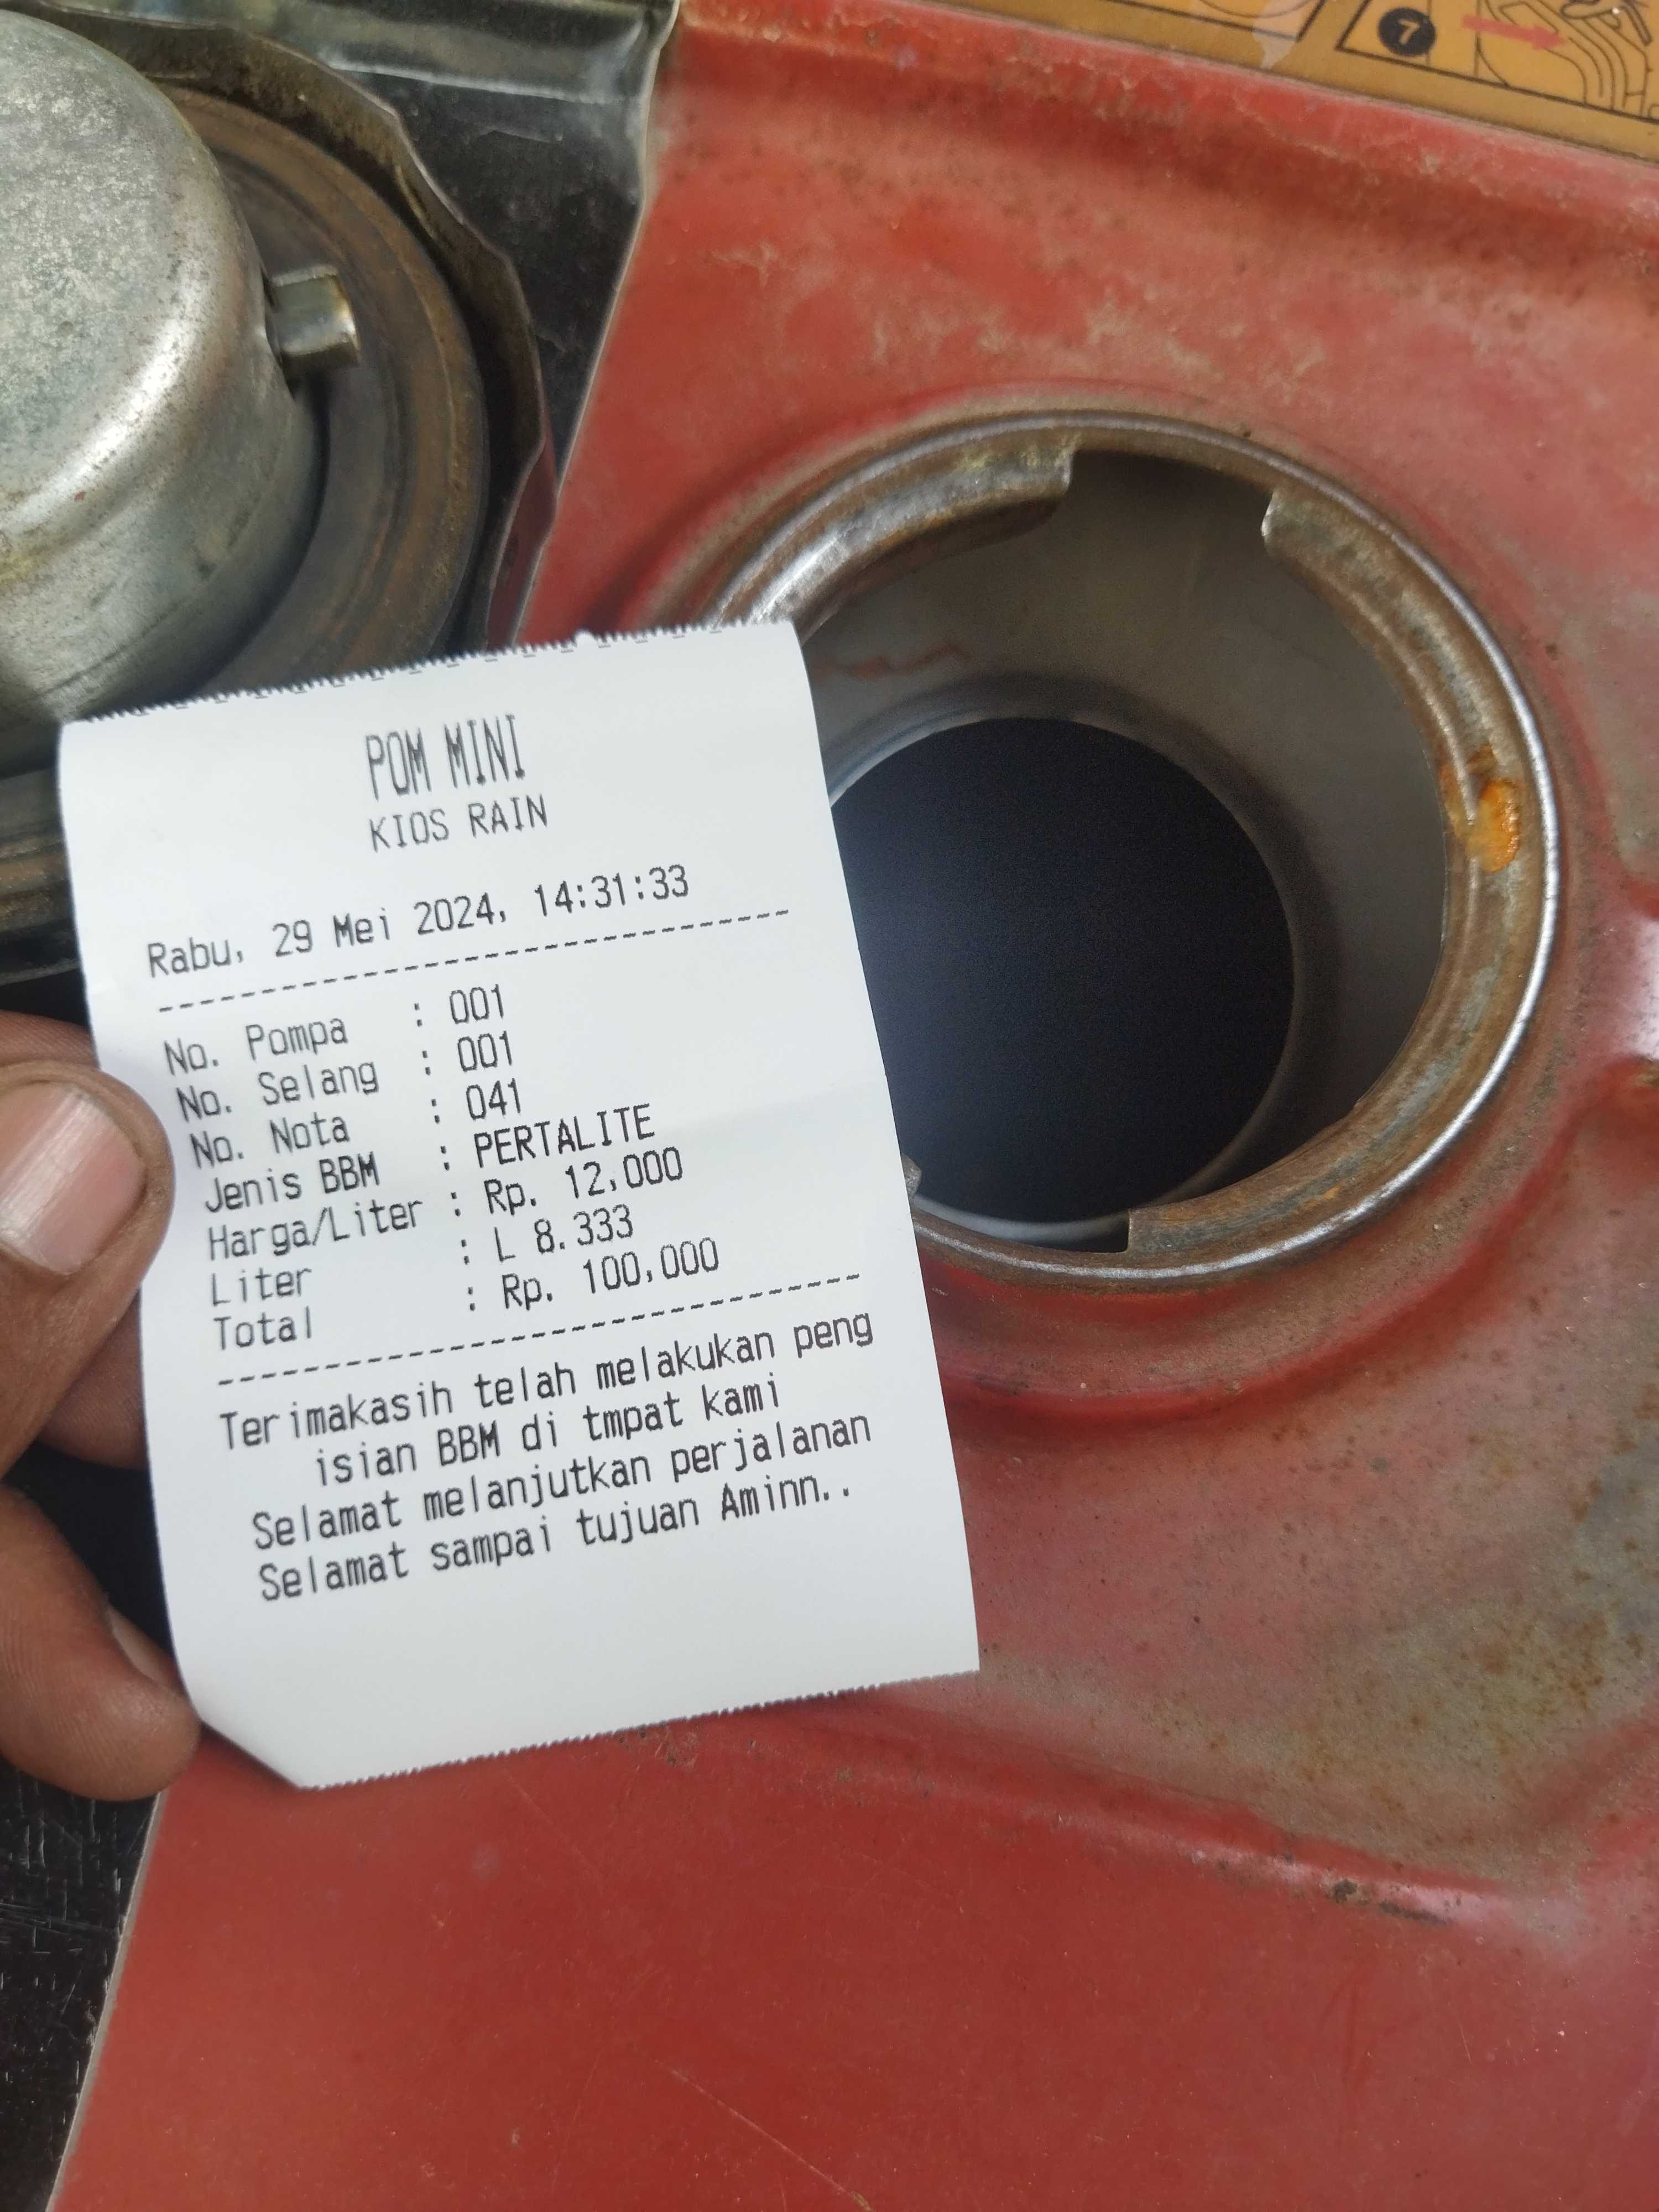 7
POM MINI
KIOS RAIN
Rabu, 29 Mei 2024, 14:31:33
--------------------------------
No. Pompa : 001
No. Selang : 001
No. Nota : 041
Jenis BBM : PERTALITE
Harga/Liter : Rp. 12,000
Liter : L 8.333
Total : Rp. 100,000
--------------------------------
Terimakasih telah melakukan peng
isian BBM di tmpat kami
Selamat melanjutkan perjalanan
Selamat sampai tujuan Aminn..